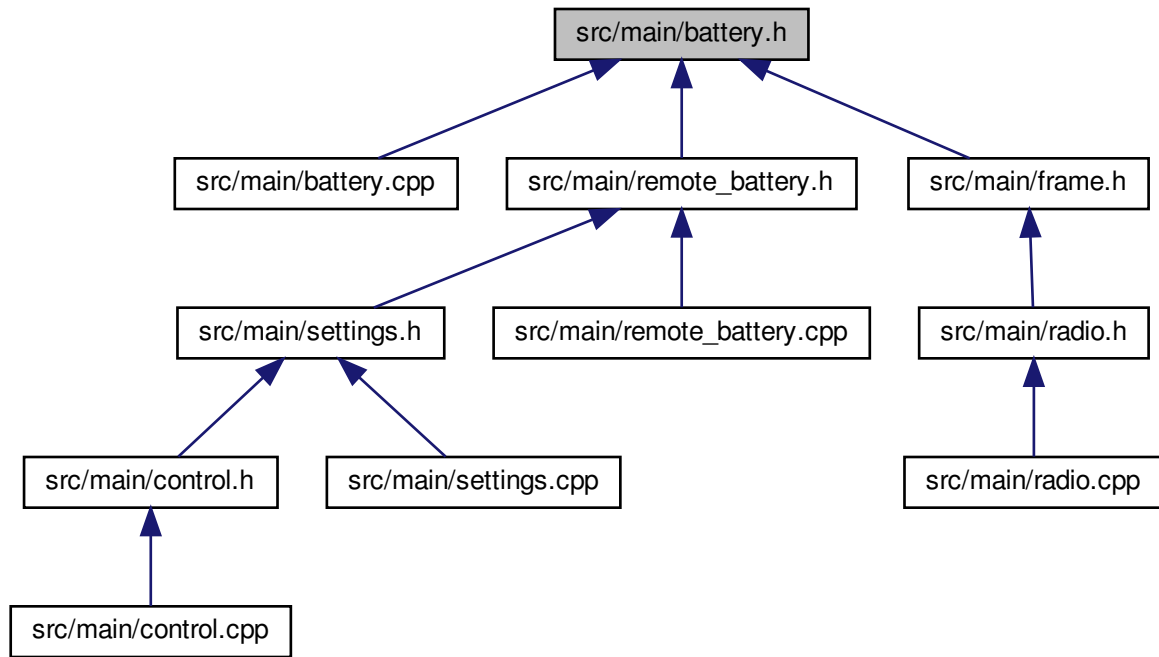 src/main/battery.h
src/main/battery.cpp
src/main/remote_battery.h
src/main/frame.h
src/main/settings.h
src/main/remote_battery.cpp
src/main/radio.h
src/main/control.h
src/main/settings.cpp
src/main/radio.cpp
src/main/control.cpp